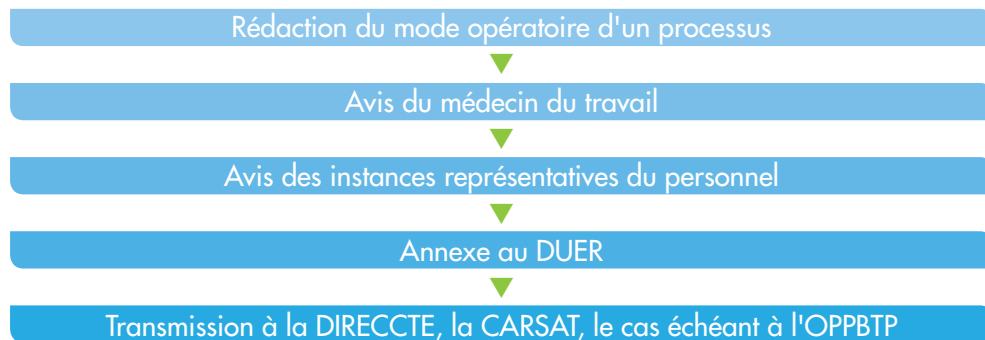 Rédaction du mode opératoire d'un processus
Avis du médecin du travail
Avis des instances représentatives du personnel
Annexe au DUER
Transmission à la DIRECCTE, la CARSAT, le cas échéant à l'OPPBTP